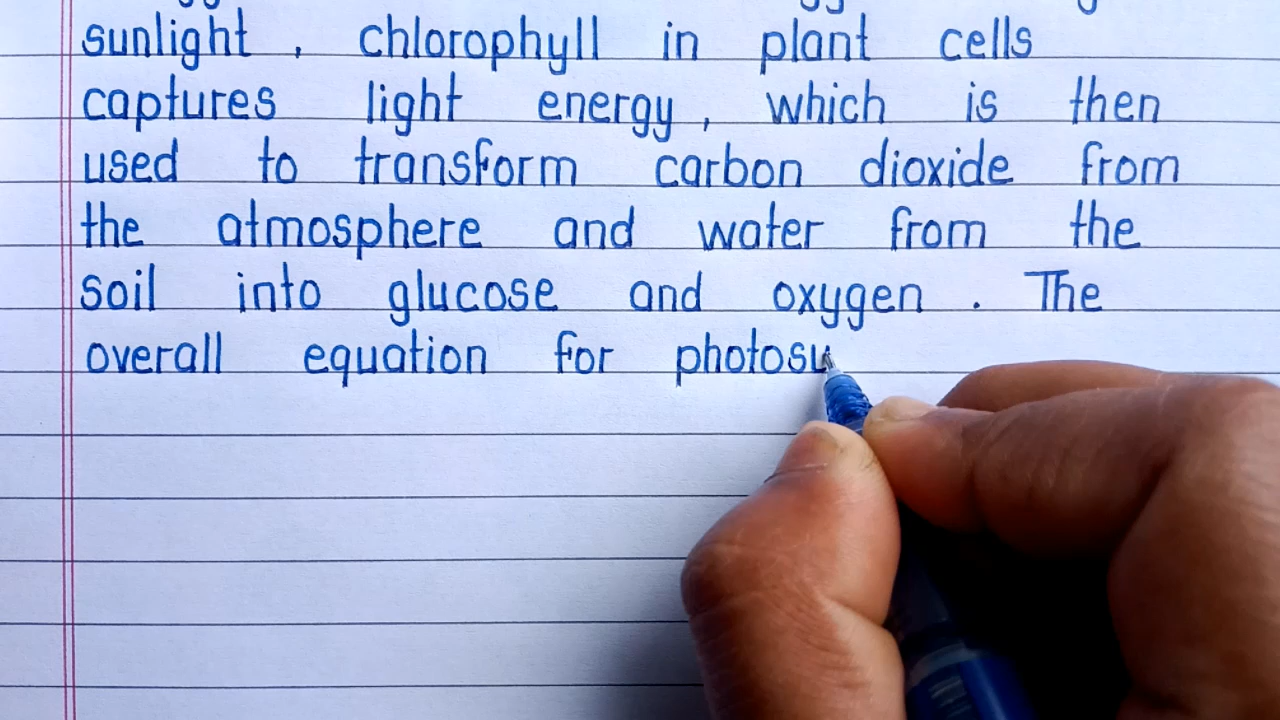 sunlight , chlorophyll in plant cells
captures light energy , which is then
used to transform carbon dioxide from
the atmosphere and water from the
soil into glucose and oxygen . The
overall equation for photosu